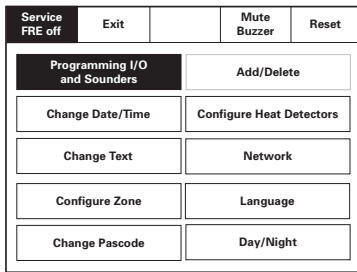 Service
FRE off
Exit
Mute
Buzzer
Reset
Programming I/O
and Sounders
Add/Delete
Change Date/Time
Configure Heat Detectors
Change Text
Network
Configure Zone
Language
Change Pascode
Day/Night